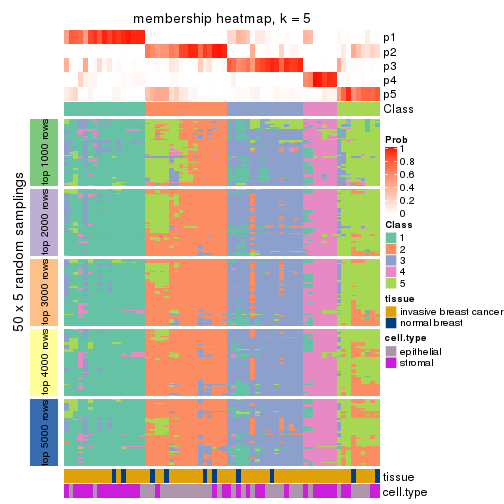 membership heatmap, k = 5
p1
p2
p3
p4
p5
Class
50 x 5 random samplings
top 1000 rows
top 2000 rows
top 3000 rows
top 4000 rows
top 5000 rows
tissue
cell.type
Prob
1
0.8
0.6
0.4
0.2
0
Class
1
2
3
4
5
tissue
invasive breast cancer
normal breast
cell.type
epithelial
stromal